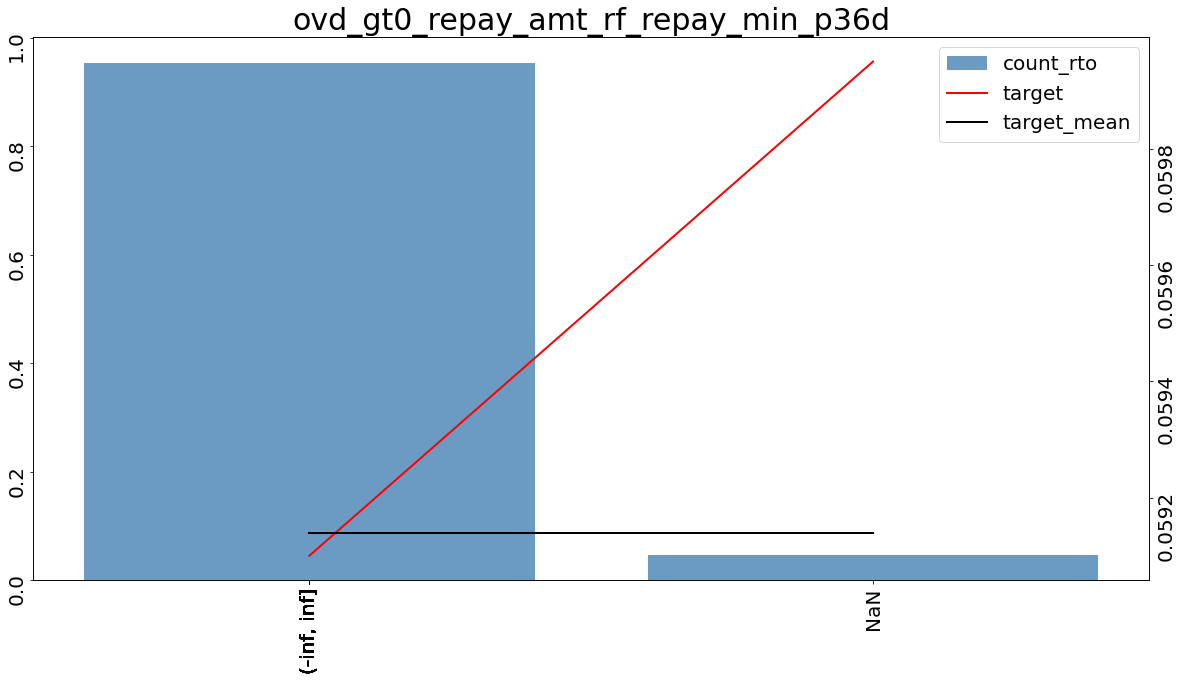 ovd_gt0_repay_amt_rf_repay_min_p36d
count_rto
target
target_mean
1.0
0.8
0.6
0.4
0.2
0.0
0.0598
0.0596
0.0594
0.0592
(-inf, inf]
NaN